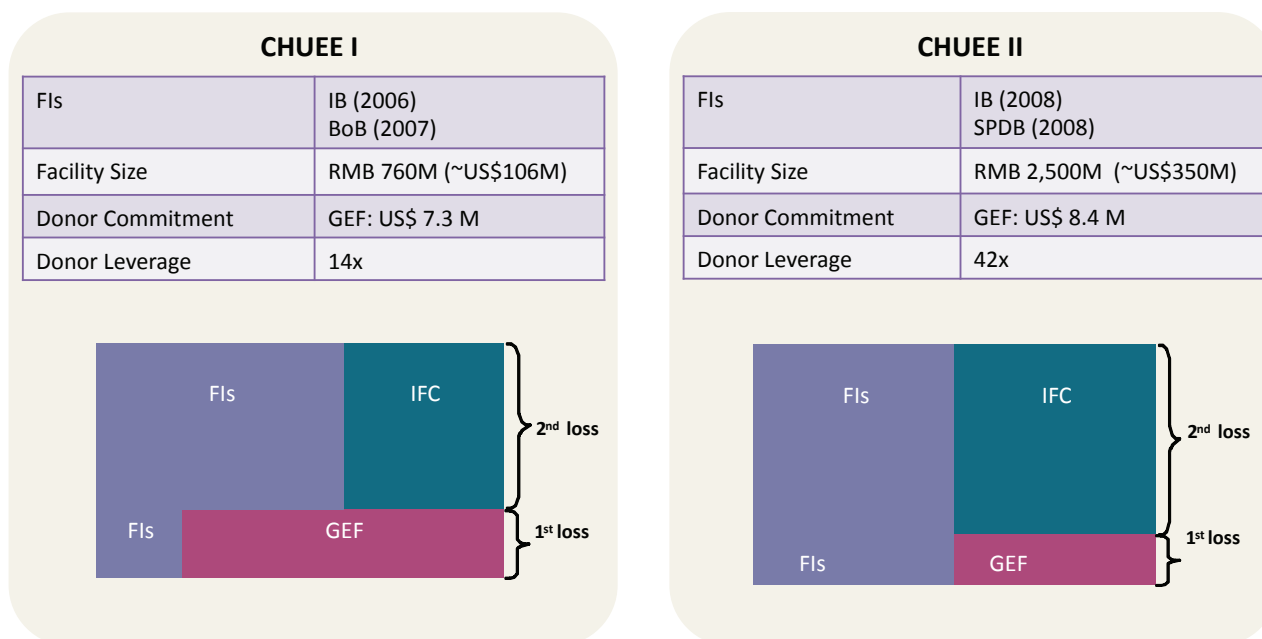 CHUEE I
FIs IB (2006)
BoB (2007)
Facility Size RMB 760M (~US$106M)
Donor Commitment GEF: US$ 7.3 M
Donor Leverage 14x
FIs IFC
2nd loss
FIs GEF
1st loss
CHUEE II
FIs IB (2008)
SPDB (2008)
Facility Size RMB 2,500M (~US$350M)
Donor Commitment GEF: US$ 8.4 M
Donor Leverage 42x
FIs IFC
2nd loss
1st loss
FIs GEF